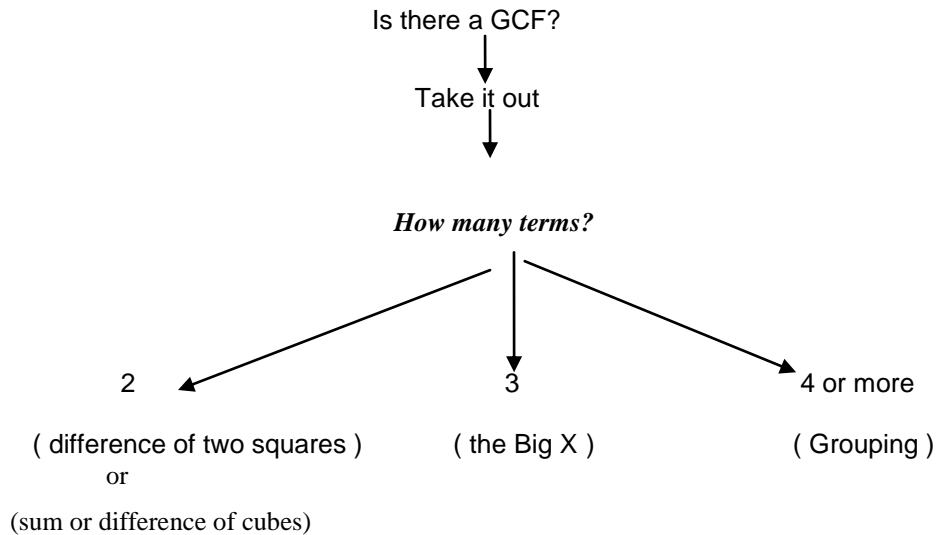 Is there a GCF?
Take it out
How many terms?
2 3 4 or more
( difference of two squares ) ( the Big X ) ( Grouping )
or
(sum or difference of cubes)